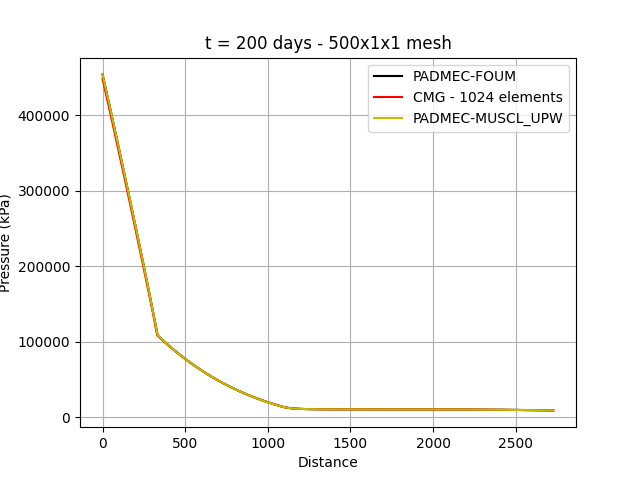 t = 200 days - 500x1x1 mesh
PADMEC-FOUM
CMG - 1024 elements
PADMEC-MUSCL_UPW
Pressure (kPa)
400000
300000
200000
100000
0
0 500 1000 1500 2000 2500
Distance